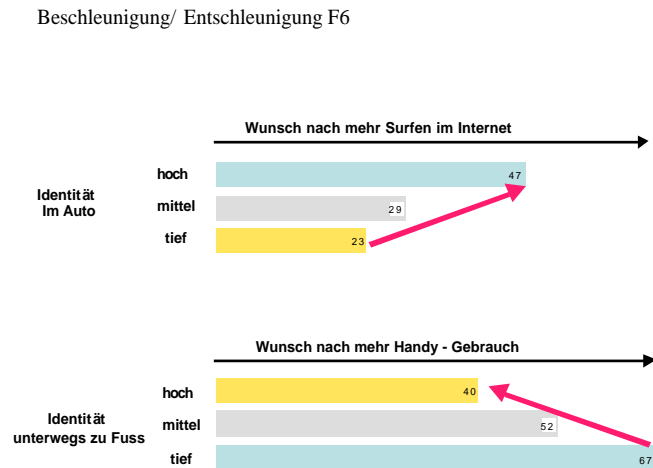 Beschleunigung/ Entschleunigung F6
Wunsch nach mehr Surfen im Internet
Identität
Im Auto
hoch 47
mittel 29
tief 23
Wunsch nach mehr Handy - Gebrauch
Identität
unterwegs zu Fuss
hoch 40
mittel 52
tief 67